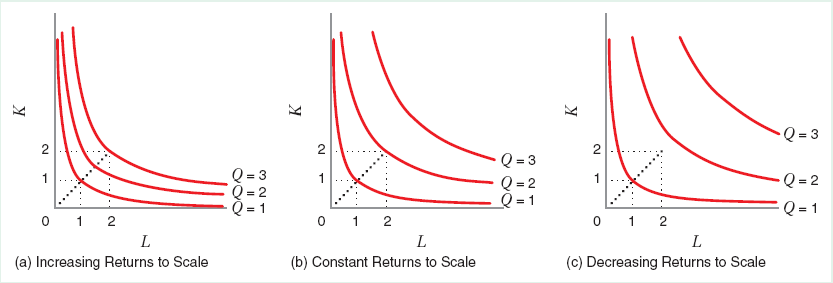 K
2
1
0 1 2
L
Q = 3
Q = 2
Q = 1
(a) Increasing Returns to Scale
K
2
1
0 1 2
L
Q = 3
Q = 2
Q = 1
(b) Constant Returns to Scale
K
2
1
0 1 2
L
Q = 3
Q = 2
Q = 1
(c) Decreasing Returns to Scale